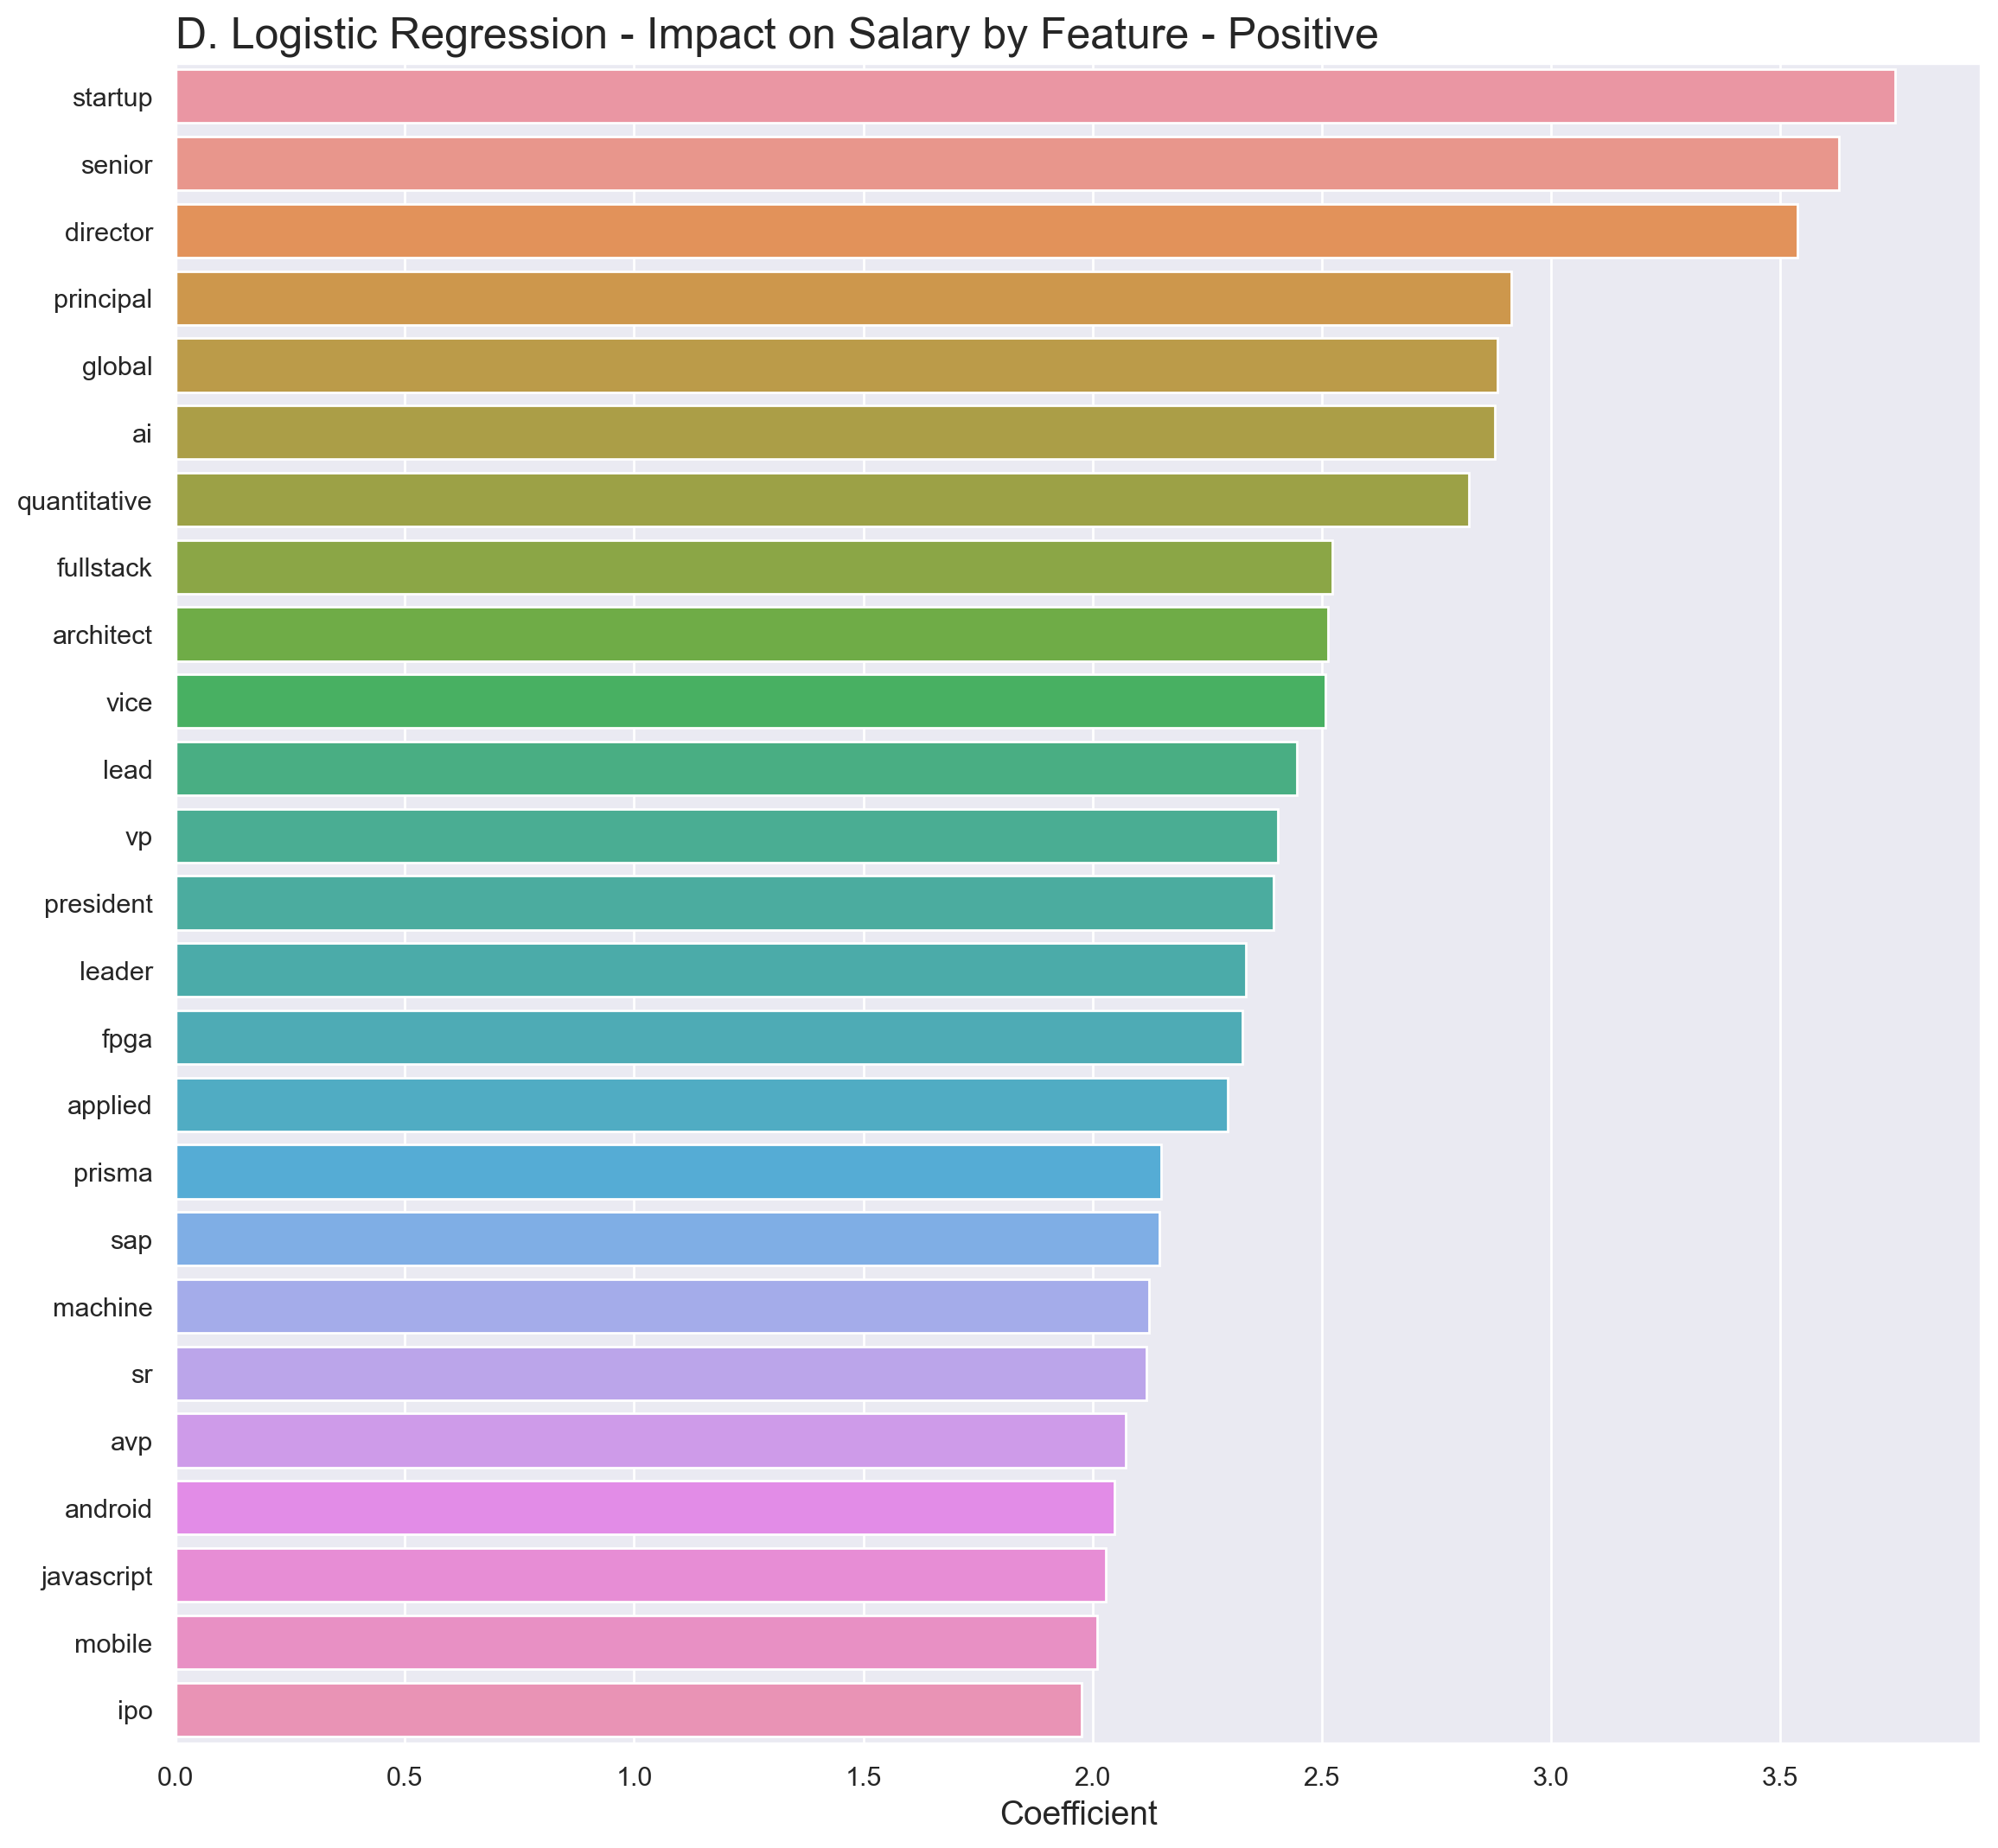 D. Logistic Regression - Impact on Salary by Feature - Positive
startup
senior
director
principal
global
ai
quantitative
fullstack
architect
vice
lead
vp
president
leader
fpga
applied
prisma
sap
machine
sr
avp
android
javascript
mobile
ipo
0.0 0.5 1.0 1.5 2.0 2.5 3.0 3.5
Coefficient